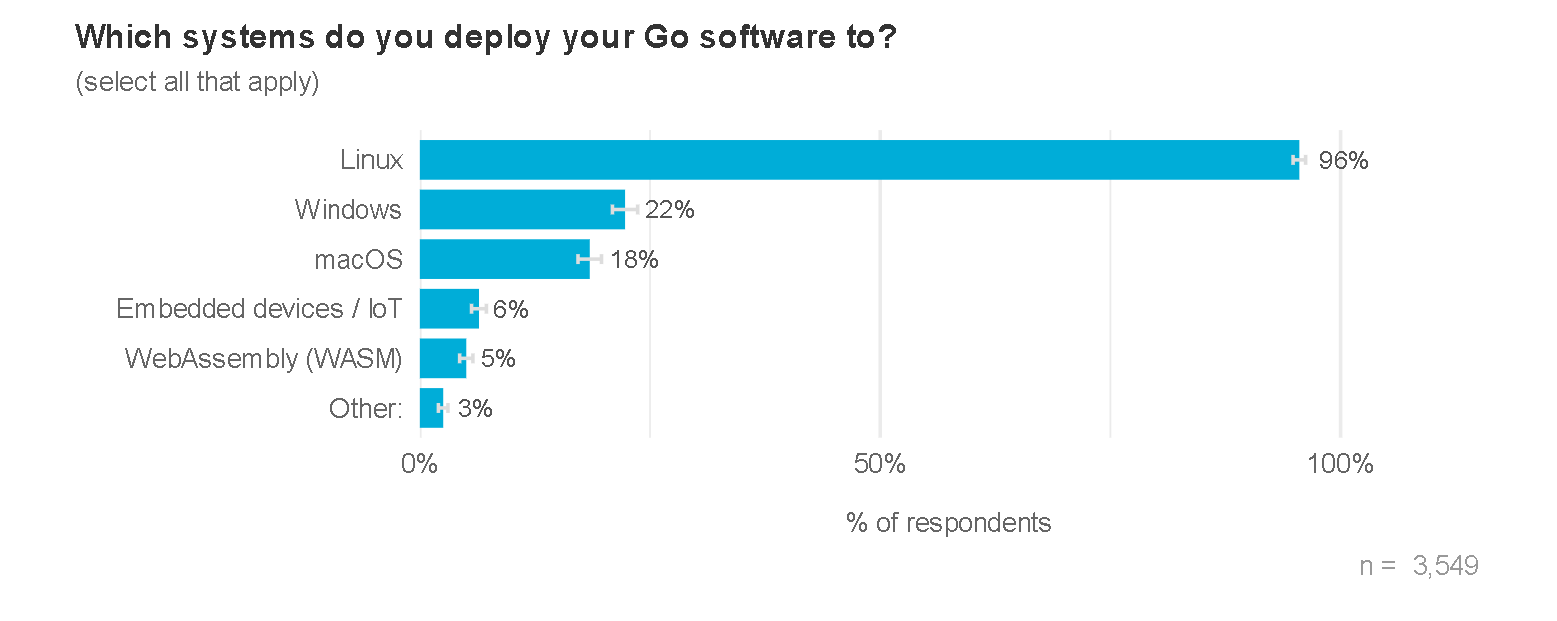 Which systems do you deploy your Go software to?
(select all that apply)
Linux 96%
Windows 22%
macOS 18%
Embedded devices / IoT 6%
WebAssembly (WASM) 5%
Other: 3%
0% 50% 100%
% of respondents
n = 3,549